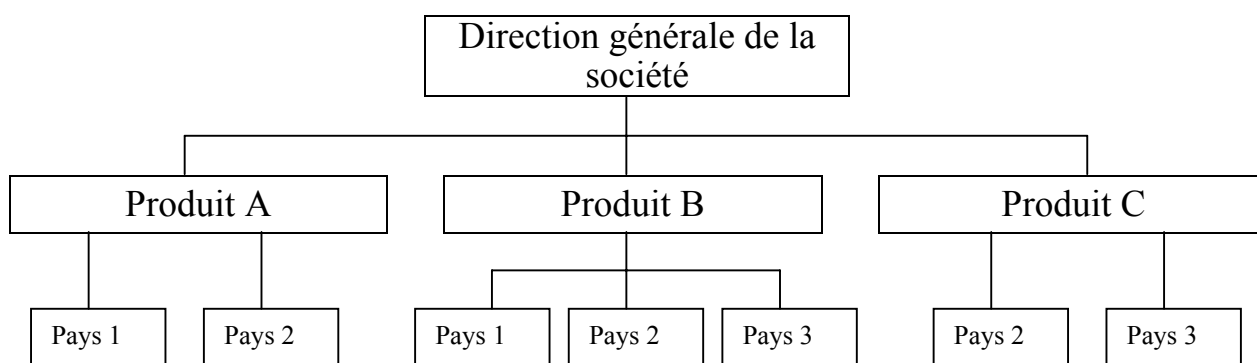 Direction générale de la
société
Produit A
Produit B
Produit C
Pays 1
Pays 2
Pays 1
Pays 2
Pays 3
Pays 2
Pays 3